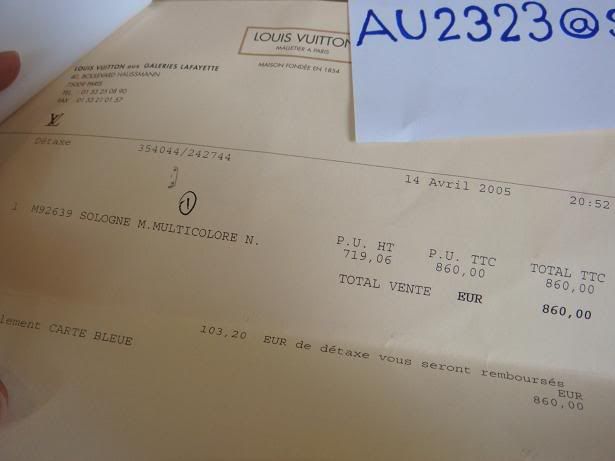 AU2323@
LOUIS VUITTON
MALLETIER A PARIS
MAISON FONDÉE EN 1854
LOUIS VUITTON aux GALERIES LAFAYETTE
40, BOULEVARD HAUSSMANN
75009 PARIS
TEL. : 01 53 25 08 90
FAX : 01 53 21 01 57
LV
Détaxe 354044/242744 14 Avril 2005 20:52
1
1 M92639 SOLOGNE M.MULTICOLORE N.
P.U. HT P.U. TTC TOTAL TTC
719,06 860,00 860,00
TOTAL VENTE EUR 860,00
103,20 EUR de détaxe vous seront remboursés
lement CARTE BLEUE EUR
860,00